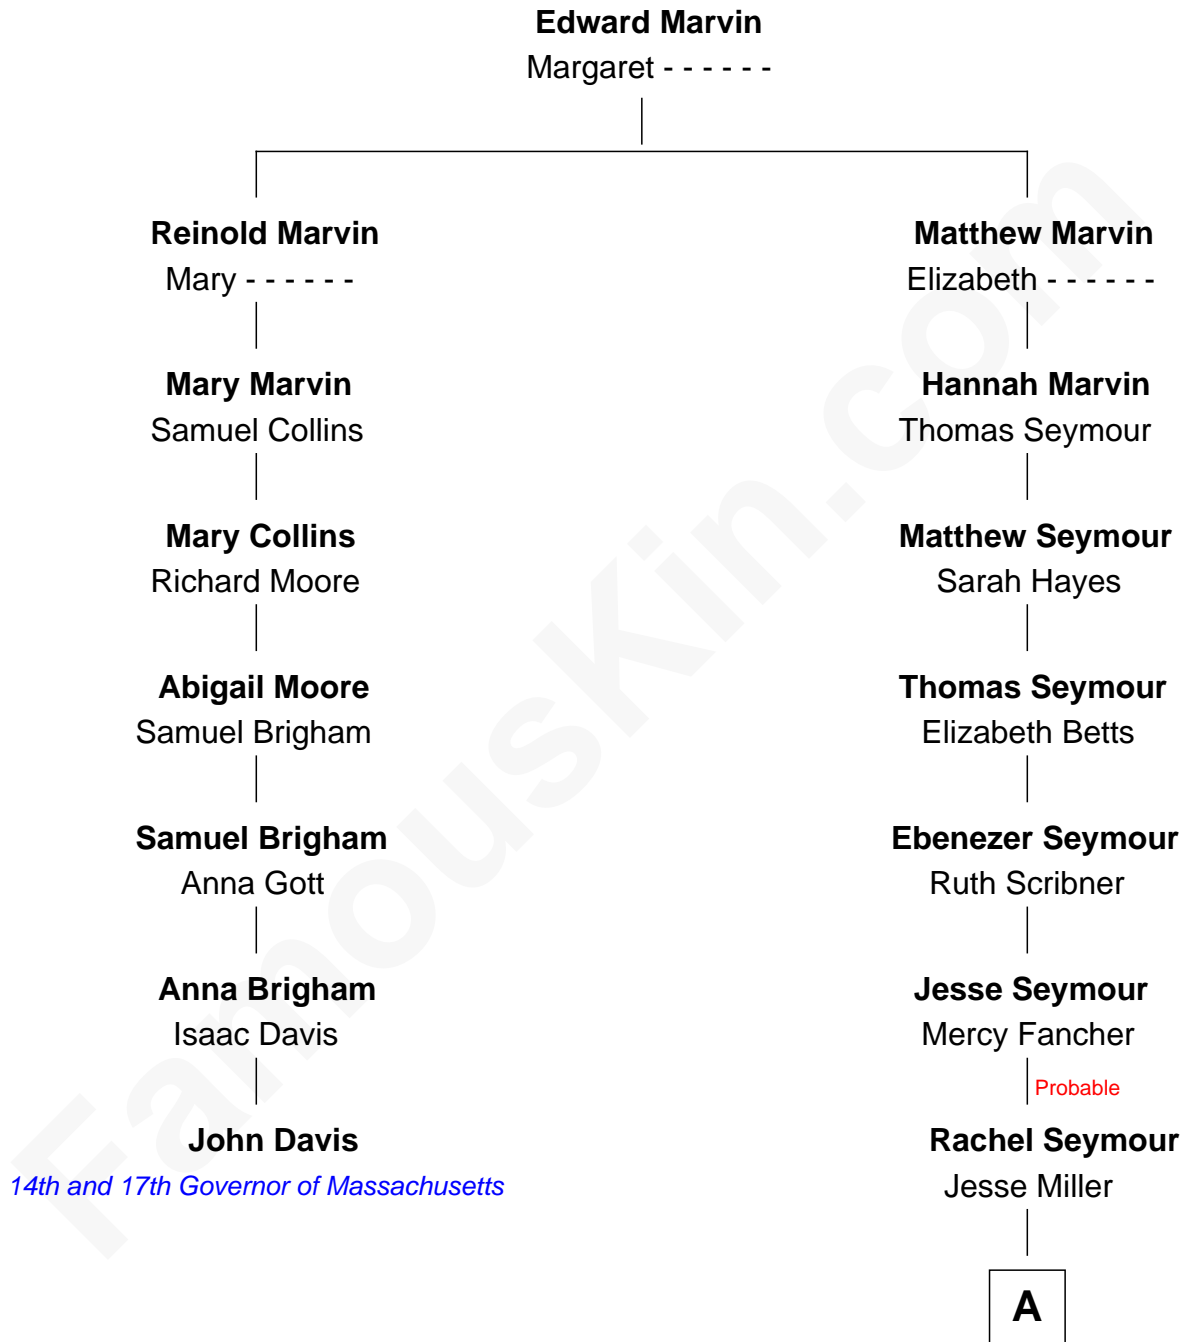 Edward Marvin
Margaret - - - - - -
Reinold Marvin
Mary - - - - - -
Mary Marvin
Samuel Collins
Mary Collins
Richard Moore
Abigail Moore
Samuel Brigham
Samuel Brigham
Anna Gott
Anna Brigham
Isaac Davis
John Davis
14th and 17th Governor of Massachusetts
Matthew Marvin
Elizabeth - - - - - -
Hannah Marvin
Thomas Seymour
Matthew Seymour
Sarah Hayes
Thomas Seymour
Elizabeth Betts
Ebenezer Seymour
Ruth Scribner
Jesse Seymour
Mercy Fancher
Probable
Rachel Seymour
Jesse Miller
A
FamousKin.com